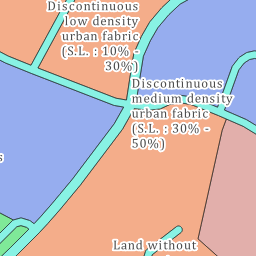 Discontinuous
low density
urban fabric
(S.L. : 10% -
30%)
Discontinuous
medium density
urban fabric
(S.L. : 30% -
50%)
Land without